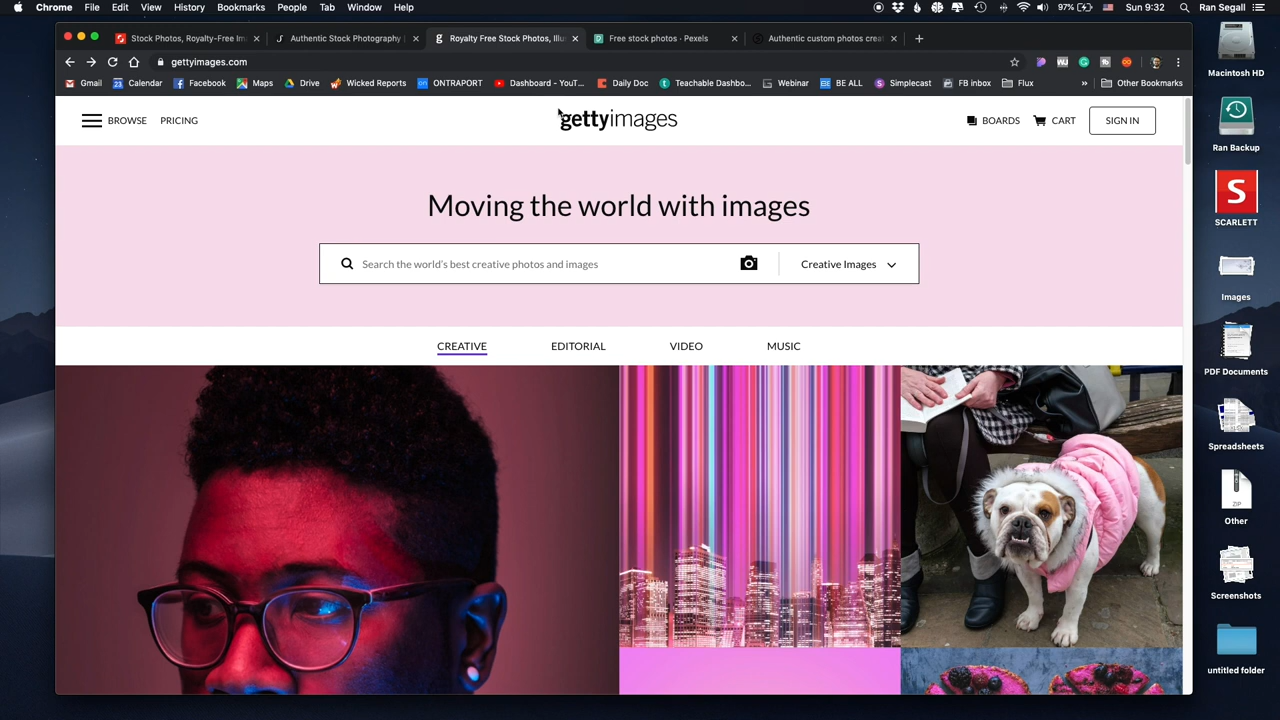 Chrome File Edit View History Bookmarks People Tab Window Help 97% Sun 9:32 Ran Segall
Stock Photos, Royalty-Free Im Authentic Stock Photography Royalty Free Stock Photos, Illus Free stock photos · Pexels Authentic custom photos creat
gettyimages.com
Gmail Calendar Facebook Maps Drive Wicked Reports ONTRAPORT Dashboard - YouT... Daily Doc Teachable Dashbo... Webinar BE ALL Simplecast FB inbox Flux » Other Bookmarks
BROWSE PRICING gettyimages BOARDS CART SIGN IN
Moving the world with images
Search the world's best creative photos and images Creative Images
CREATIVE EDITORIAL VIDEO MUSIC
Macintosh HD
Ran Backup
S
SCARLETT
Images
PDF Documents
Spreadsheets
ZIP
Other
Screenshots
untitled folder